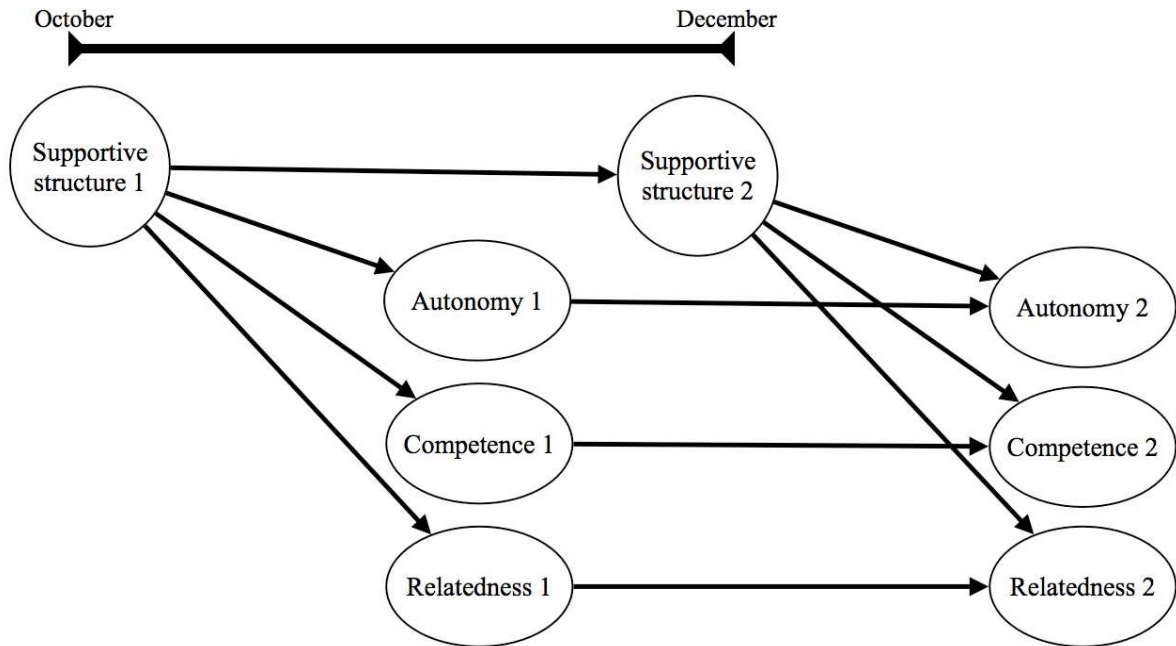 October
December
Supportive
structure 1
Supportive
structure 2
Autonomy 1
Autonomy 2
Competence 1
Competence 2
Relatedness 1
Relatedness 2